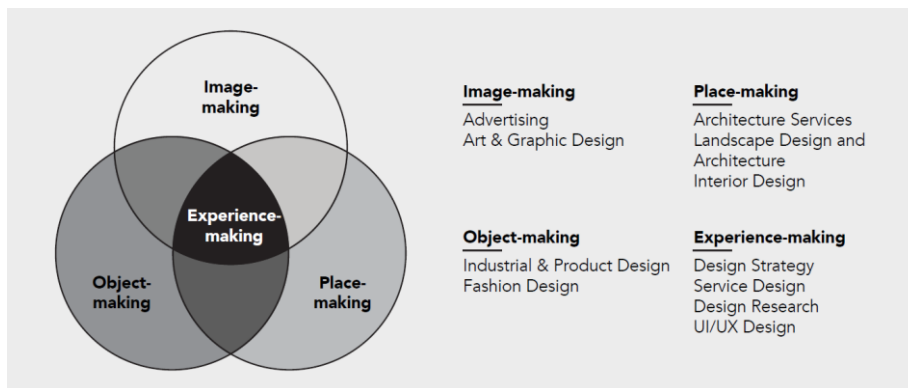 Image-
making
Experience-
making
Object-
making
Place-
making
Image-making
Advertising
Art & Graphic Design
Place-making
Architecture Services
Landscape Design and
Architecture
Interior Design
Object-making
Industrial & Product Design
Fashion Design
Experience-making
Design Strategy
Service Design
Design Research
UI/UX Design